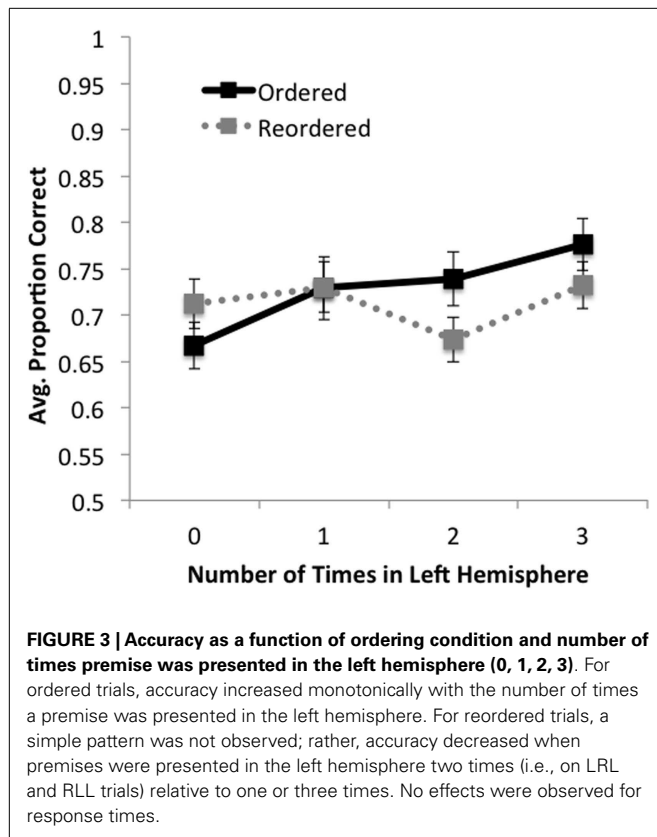 1
0.95
0.9
0.85
0.8
0.75
0.7
0.65
0.6
0.55
0.5
Avg. Proportion Correct
Ordered
Reordered
0 1 2 3
Number of Times in Left Hemisphere
FIGURE 3 | Accuracy as a function of ordering condition and number of
times premise was presented in the left hemisphere (0, 1, 2, 3). For
ordered trials, accuracy increased monotonically with the number of times
a premise was presented in the left hemisphere. For reordered trials, a
simple pattern was not observed; rather, accuracy decreased when
premises were presented in the left hemisphere two times (i.e., on LRL
and RLL trials) relative to one or three times. No effects were observed for
response times.